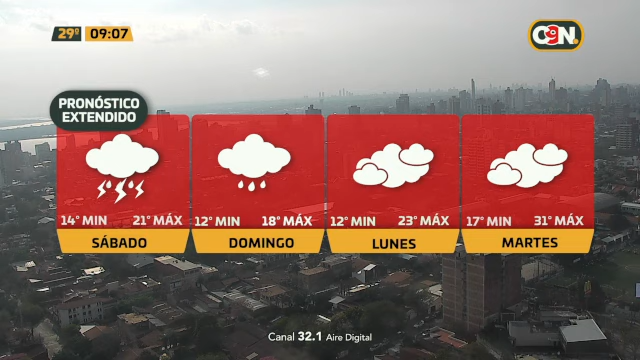 29° 09:07
C9N.
PRONÓSTICO
EXTENDIDO
14° MIN 21° MÁX
SÁBADO
12° MIN 18° MÁX
DOMINGO
12° MIN 23° MÁX
LUNES
17° MIN 31° MÁX
MARTES
Canal 32.1 Aire Digital